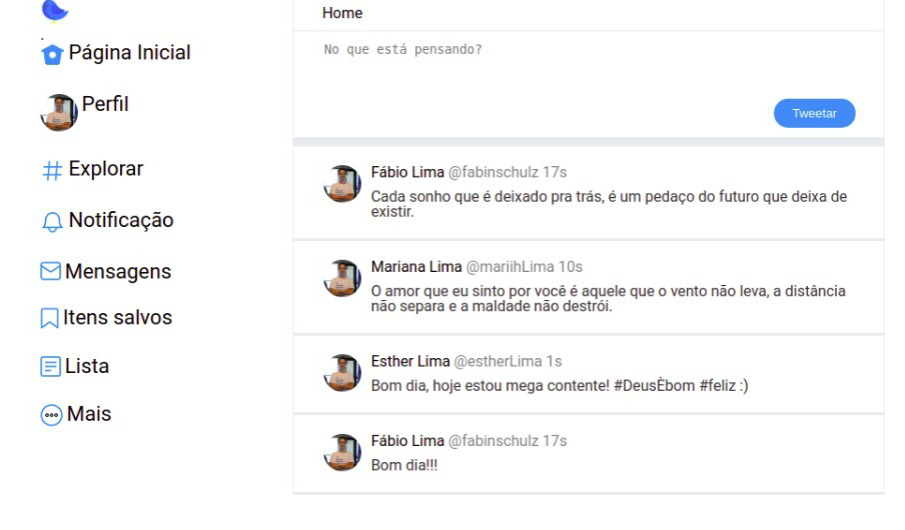 .
Página Inicial
Perfil
Explorar
Notificação
Mensagens
Itens salvos
Lista
Mais
Home
No que está pensando?
Tweetar
Fábio Lima @fabinschulz 17s
Cada sonho que é deixado pra trás, é um pedaço do futuro que deixa de
existir.
Mariana Lima @mariihLima 10s
O amor que eu sinto por você é aquele que o vento não leva, a distância
não separa e a maldade não destrói.
Esther Lima @estherLima 1s
Bom dia, hoje estou mega contente! #DeusÈbom #feliz :)
Fábio Lima @fabinschulz 17s
Bom dia!!!